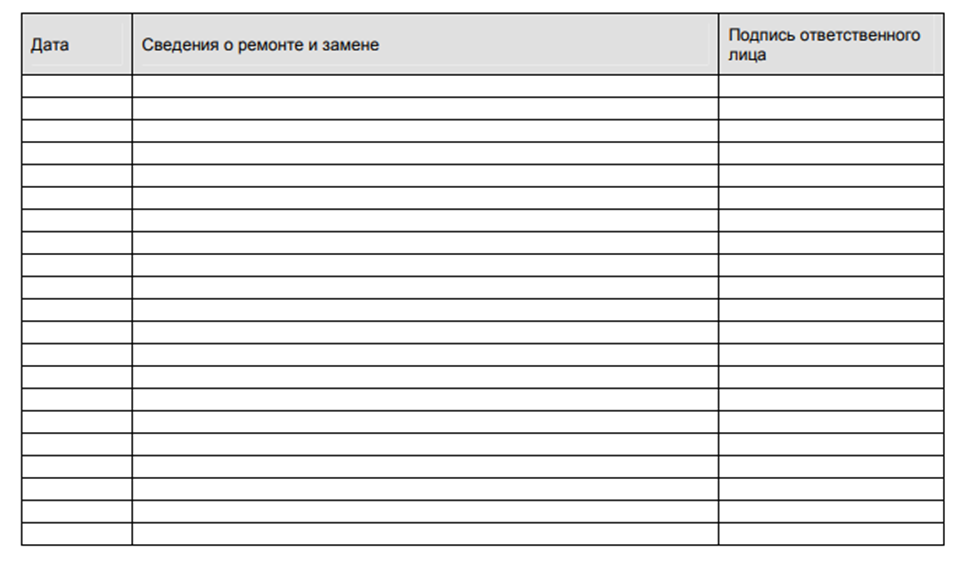 Дата
Сведения о ремонте и замене
Подпись ответственного
лица